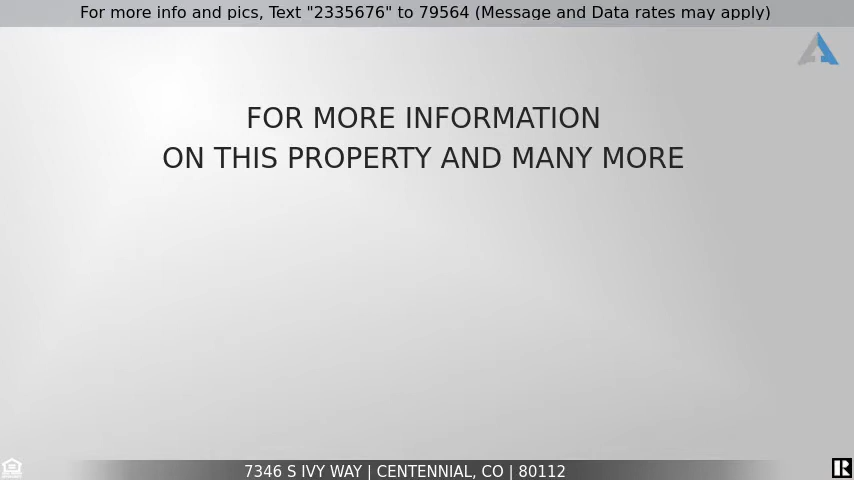 For more info and pics, Text "2335676" to 79564 (Message and Data rates may apply)
FOR MORE INFORMATION
ON THIS PROPERTY AND MANY MORE
7346 S IVY WAY | CENTENNIAL, CO | 80112